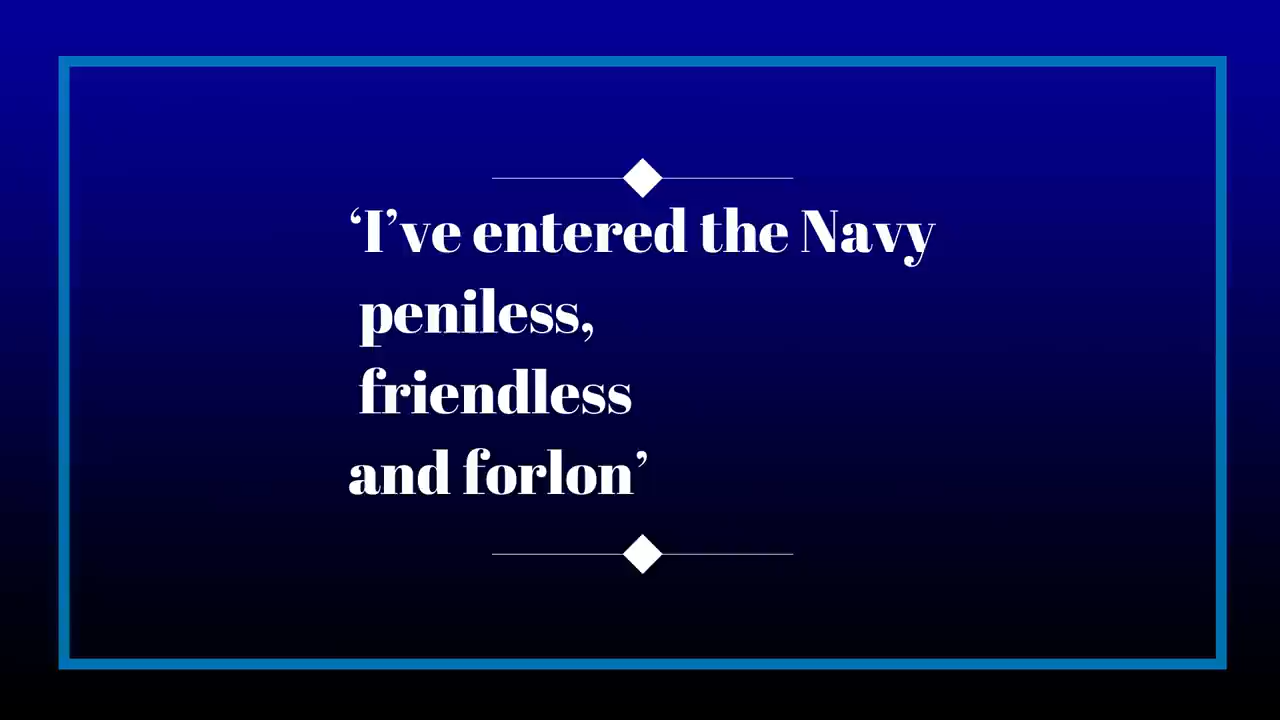 ‘I’ve entered the Navy
peniless,
friendless
and forlon’